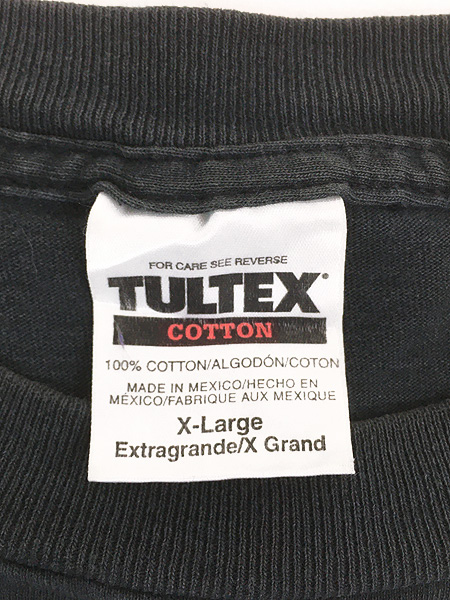 FOR CARE SEE REVERSE
TULTEX®
COTTON
100% COTTON/ALGODÓN/COTON
MADE IN MEXICO/HECHO EN
MÉXICO/FABRIQUE AUX MEXIQUE
X-Large
Extragrande/X Grand